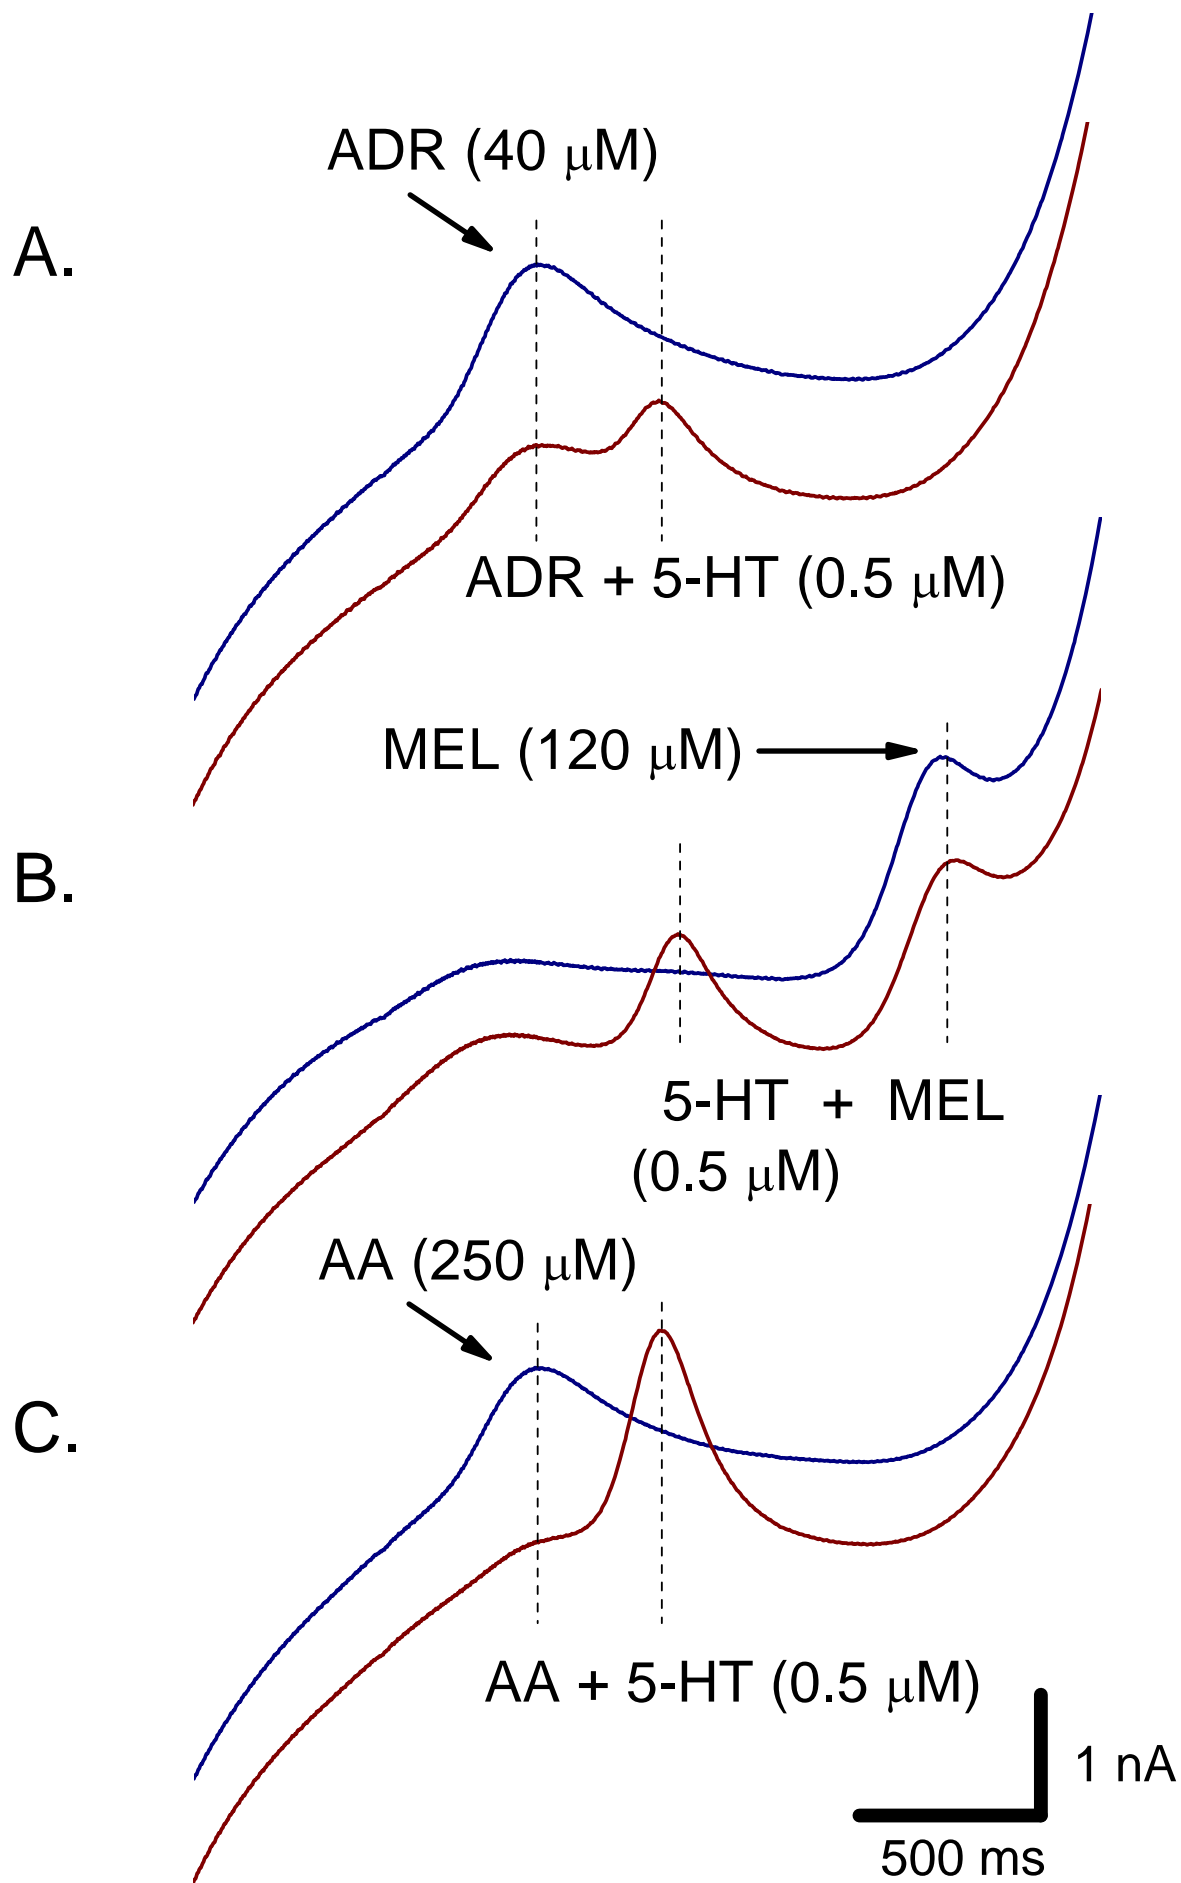 ADR (40 μM)
A.
ADR + 5-HT (0.5 μM)
MEL (120 μM)
B.
5-HT + MEL
(0.5 μM)
AA (250 μM)
C.
AA + 5-HT (0.5 μM)
1 nA
500 ms